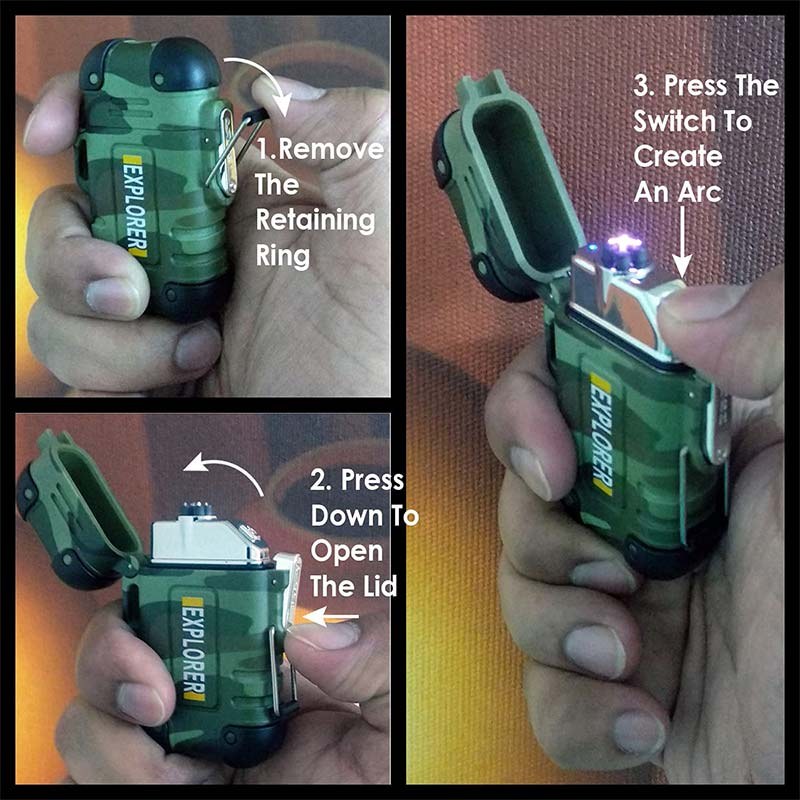 1.Remove
The
Retaining
Ring
EXPLORER
2. Press
Down To
Open
The Lid
EXPLORER
3. Press The
Switch To
Create
An Arc
EXPLORER